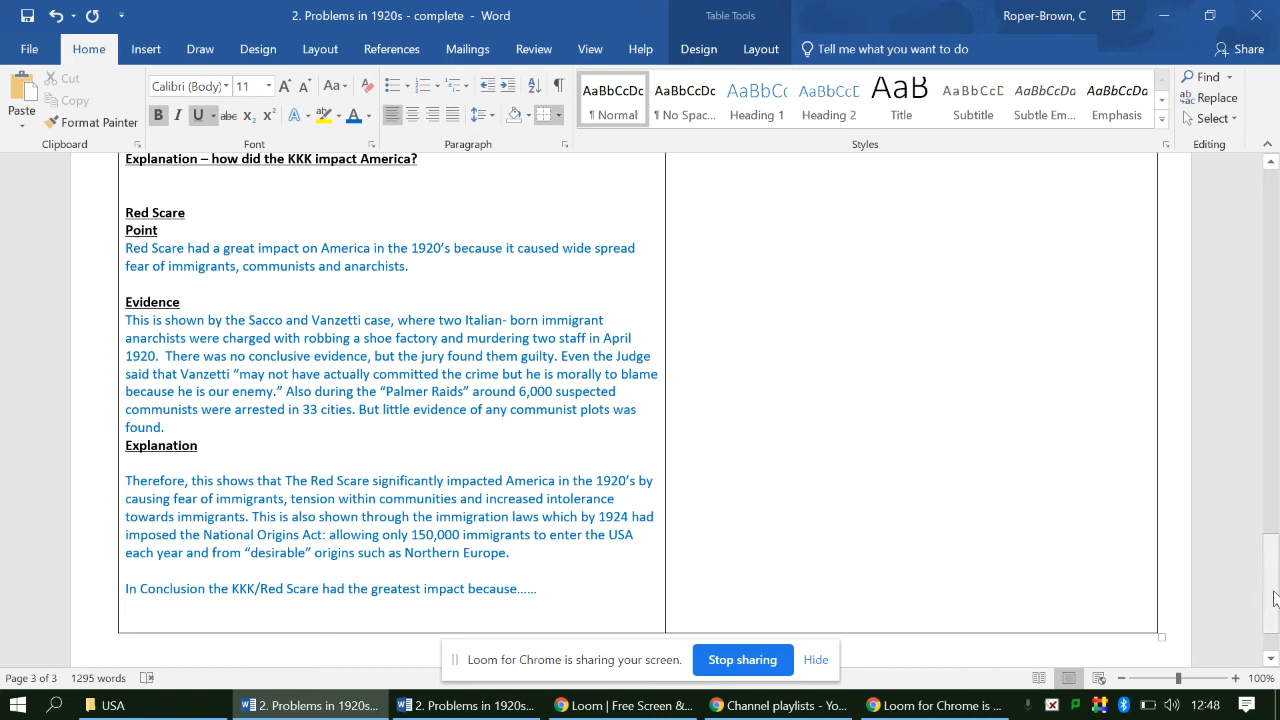 2. Problems in 1920s - complete - Word
Table Tools
Roper-Brown, C
File Home Insert Draw Design Layout References Mailings Review View Help Design Layout Tell me what you want to do Share
Paste
Cut
Copy
Format Painter
Clipboard
Calibri (Body) 11 A A Aa
B I U abc X2 X2 A A
Font
Paragraph
AaBbCcDc AaBbCcDc AaBbCc AaBbCcC AaB AaBbCcD AaBbCcDc AaBbCcDc
¶ Normal ¶ No Spac... Heading 1 Heading 2 Title Subtitle Subtle Em... Emphasis
Styles
Find
Replace
Select
Editing
Explanation – how did the KKK impact America?
Red Scare
Point
Red Scare had a great impact on America in the 1920’s because it caused wide spread
fear of immigrants, communists and anarchists.
Evidence
This is shown by the Sacco and Vanzetti case, where two Italian- born immigrant
anarchists were charged with robbing a shoe factory and murdering two staff in April
1920.  There was no conclusive evidence, but the jury found them guilty. Even the Judge
said that Vanzetti “may not have actually committed the crime but he is morally to blame
because he is our enemy.” Also during the “Palmer Raids” around 6,000 suspected
communists were arrested in 33 cities. But little evidence of any communist plots was
found.
Explanation
Therefore, this shows that The Red Scare significantly impacted America in the 1920’s by
causing fear of immigrants, tension within communities and increased intolerance
towards immigrants. This is also shown through the immigration laws which by 1924 had
imposed the National Origins Act: allowing only 150,000 immigrants to enter the USA
each year and from “desirable” origins such as Northern Europe.
In Conclusion the KKK/Red Scare had the greatest impact because……
Loom for Chrome is sharing your screen. Stop sharing Hide
Page 3 of 3 1295 words 100%
USA 2. Problems in 1920s... 2. Problems in 1920s... Loom | Free Screen &... Channel playlists - Yo... Loom for Chrome is ... 12:48